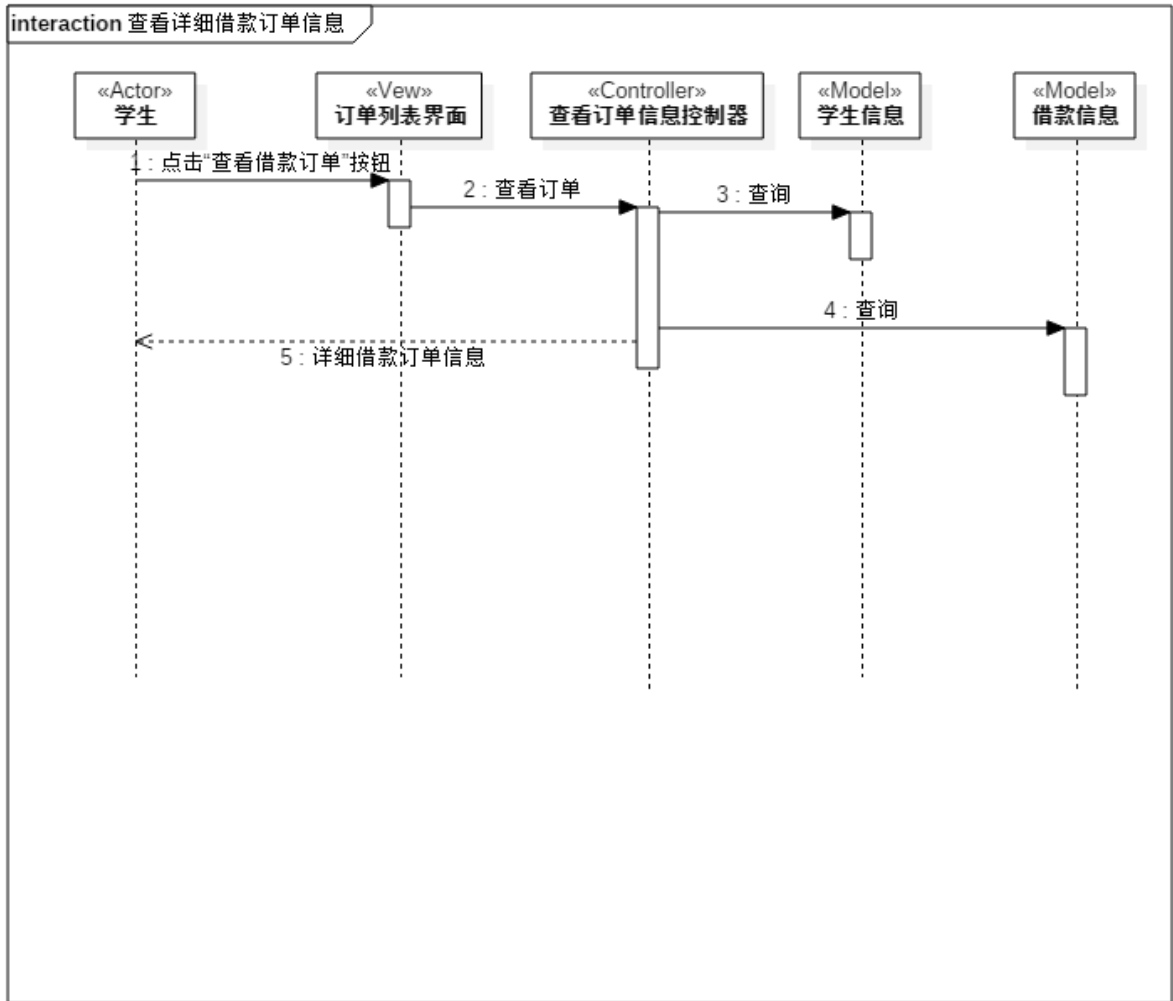 interaction 查看详细借款订单信息
«Actor»
学生
«Vew»
订单列表界面
«Controller»
查看订单信息控制器
«Model»
学生信息
«Model»
借款信息
1 : 点击“查看借款订单”按钮
2 : 查看订单
3 : 查询
4 : 查询
5 : 详细借款订单信息